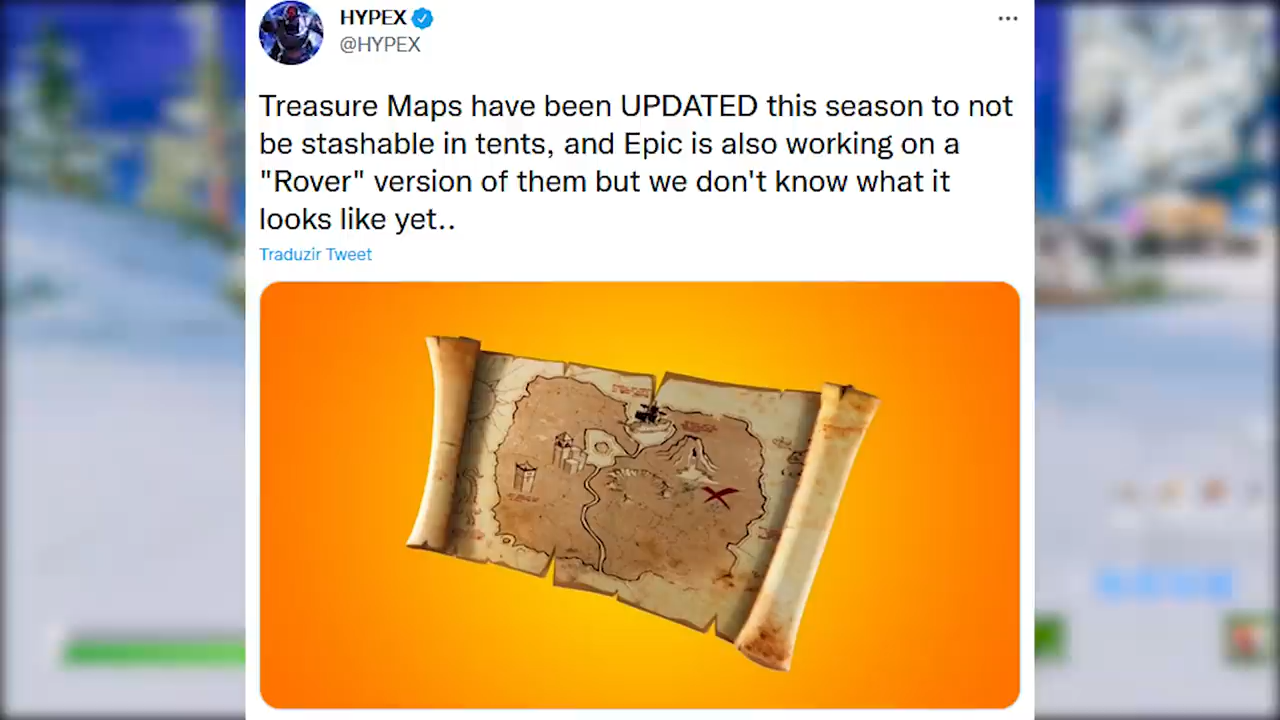 HYPEX
@HYPEX
Treasure Maps have been UPDATED this season to not
be stashable in tents, and Epic is also working on a
"Rover" version of them but we don't know what it
looks like yet..
Traduzir Tweet